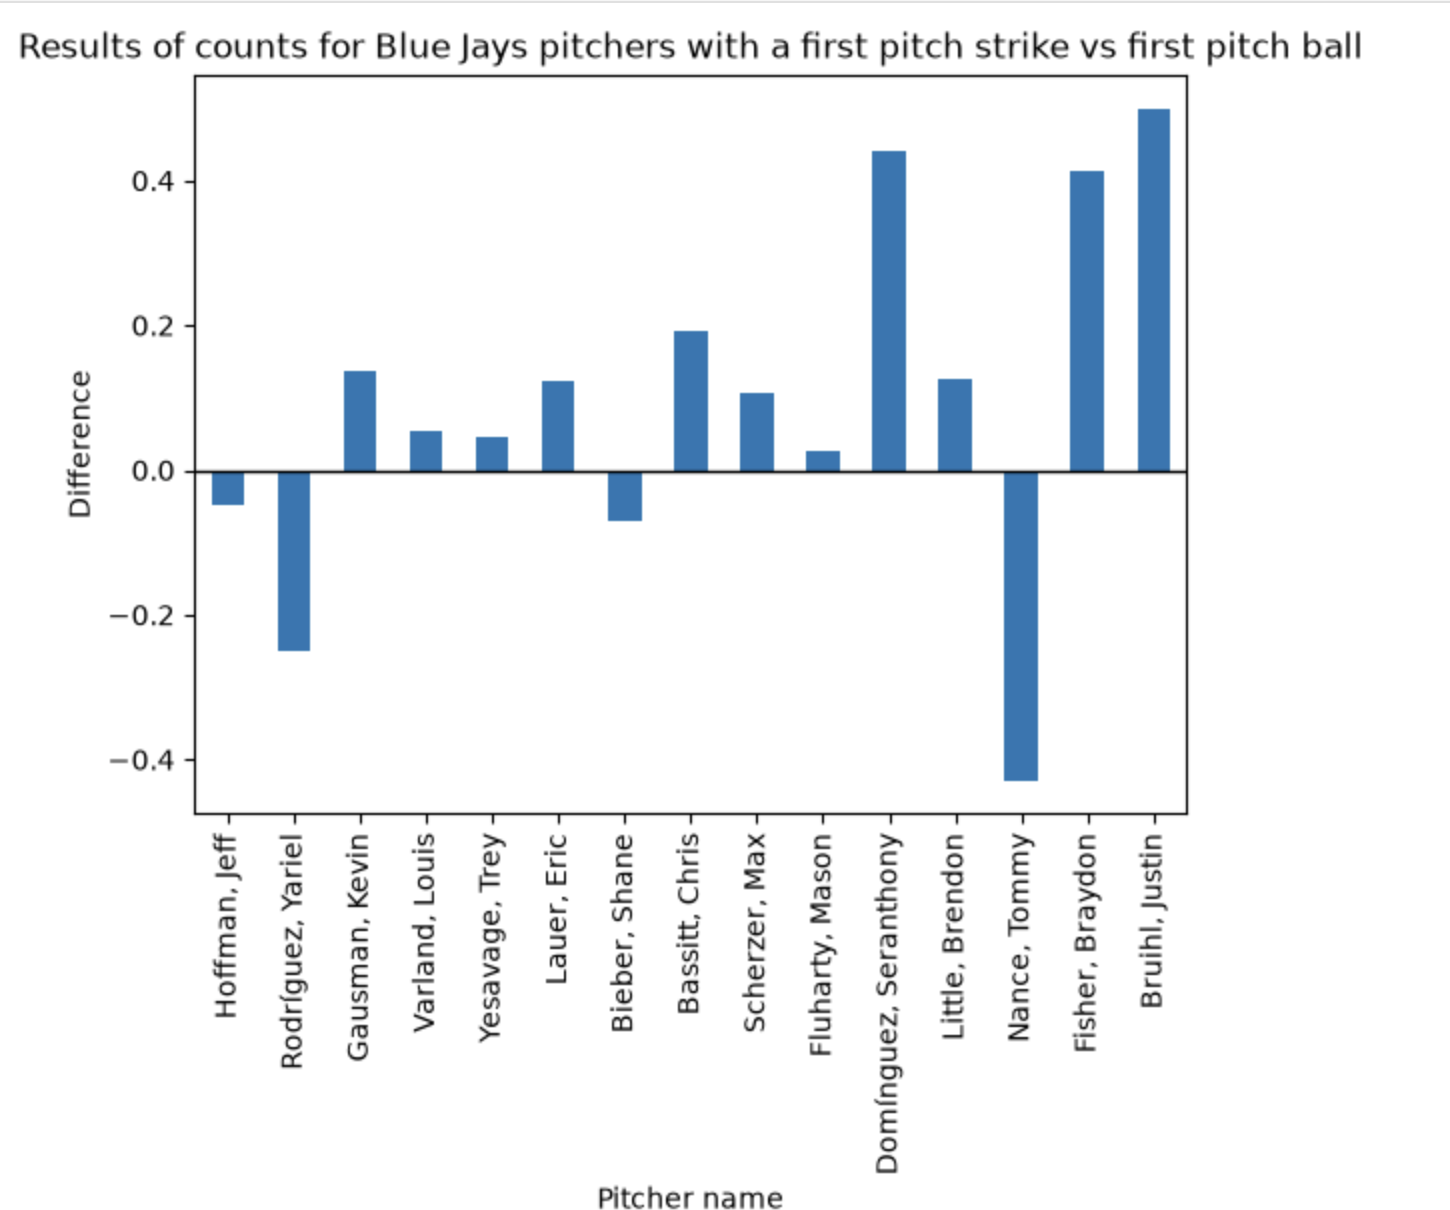 Results of counts for Blue Jays pitchers with a first pitch strike vs first pitch ball
Difference
0.4
0.2
0.0
−0.2
−0.4
Hoffman, Jeff
Rodríguez, Yariel
Gausman, Kevin
Varland, Louis
Yesavage, Trey
Lauer, Eric
Bieber, Shane
Bassitt, Chris
Scherzer, Max
Fluharty, Mason
Domínguez, Seranthony
Little, Brendon
Nance, Tommy
Fisher, Braydon
Bruihl, Justin
Pitcher name